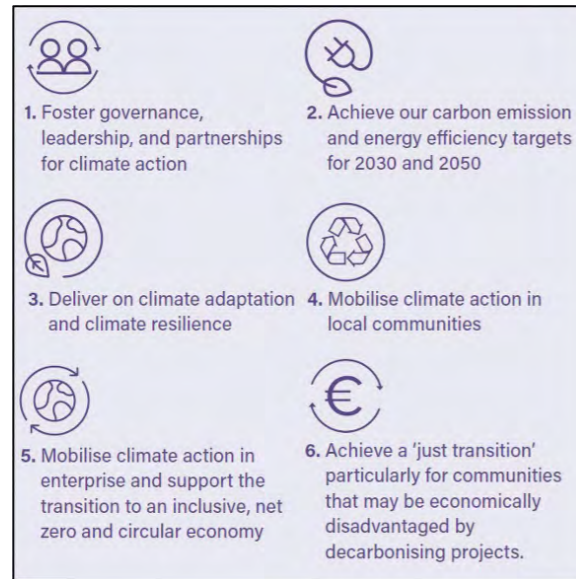 1. Foster governance,
leadership, and partnerships
for climate action
2. Achieve our carbon emission
and energy efficiency targets
for 2030 and 2050
3. Deliver on climate adaptation
and climate resilience
4. Mobilise climate action in
local communities
5. Mobilise climate action in
enterprise and support the
transition to an inclusive, net
zero and circular economy
€
6. Achieve a ‘just transition’
particularly for communities
that may be economically
disadvantaged by
decarbonising projects.